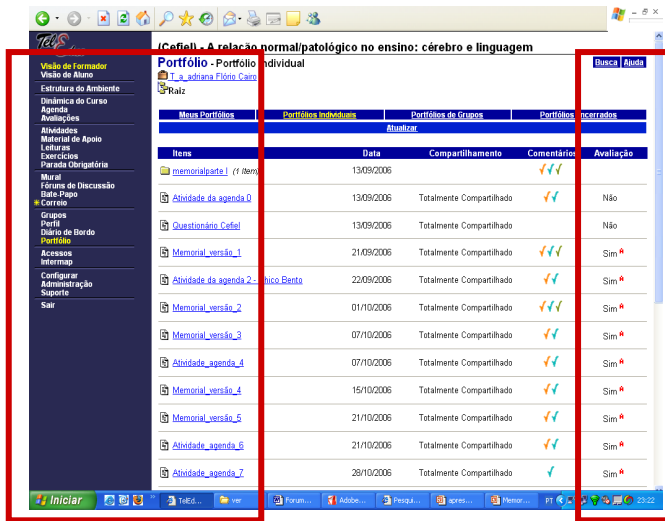 (Cefiel) - A relação normal/patológico no ensino: cérebro e linguagem
Visão de Formador
Visão de Aluno
Estrutura do Ambiente
Dinâmica do Curso
Agenda
Avaliações
Atividades
Material de Apoio
Leituras
Exercícios
Parada Obrigatória
Mural
Fóruns de Discussão
Bate-Papo
Correio
Grupos
Perfil
Diário de Bordo
Portfólio
Acessos
Intermap
Configurar
Administração
Suporte
Sair
Portfólio - Portfólio Individual
Busca Ajuda
T_a_adriana Flório Cairo
Raiz
Meus Portfólios Portfólios Individuais Portfólios de Grupos Portfólios Encerrados
Atualizar
Itens Data Compartilhamento Comentários Avaliação
memorialparte I (1 item) 13/09/2006
Atividade da agenda 0 13/09/2006 Totalmente Compartilhado Não
Questionário Cefiel 13/09/2006 Totalmente Compartilhado Não
Memorial_versão_1 21/09/2006 Totalmente Compartilhado Sim
Atividade da agenda 2 - Chico Bento 22/09/2006 Totalmente Compartilhado Sim
Memorial_versão_2 01/10/2006 Totalmente Compartilhado Sim
Memorial_versão_3 07/10/2006 Totalmente Compartilhado Sim
Atividade_agenda_4 07/10/2006 Totalmente Compartilhado Sim
Memorial_versão_4 15/10/2006 Totalmente Compartilhado Sim
Memorial_versão_5 21/10/2006 Totalmente Compartilhado Sim
Atividade_agenda_6 21/10/2006 Totalmente Compartilhado Sim
Atividade_agenda_7 28/10/2006 Totalmente Compartilhado Sim
Iniciar TelEd... ver Forum... Adobe... Pesqui... apres... Memor... PT 23:22